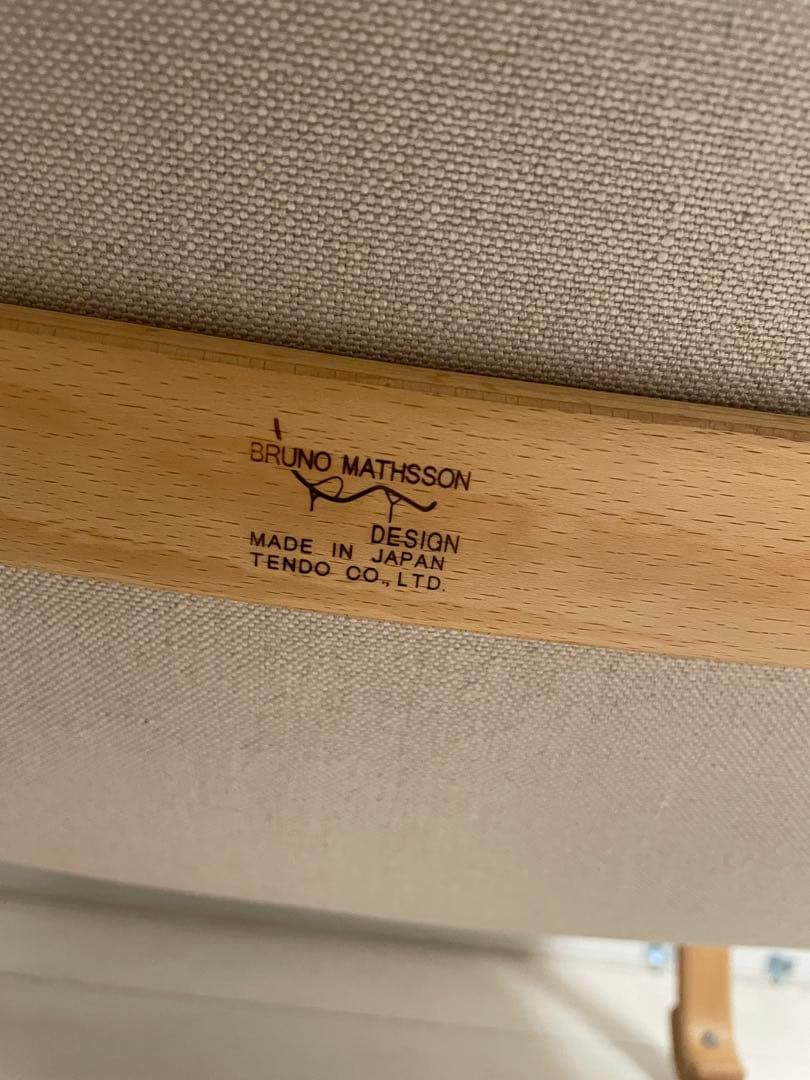 BRUNO MATHSSON
DESIGN
MADE IN JAPAN
TENDO CO., LTD.